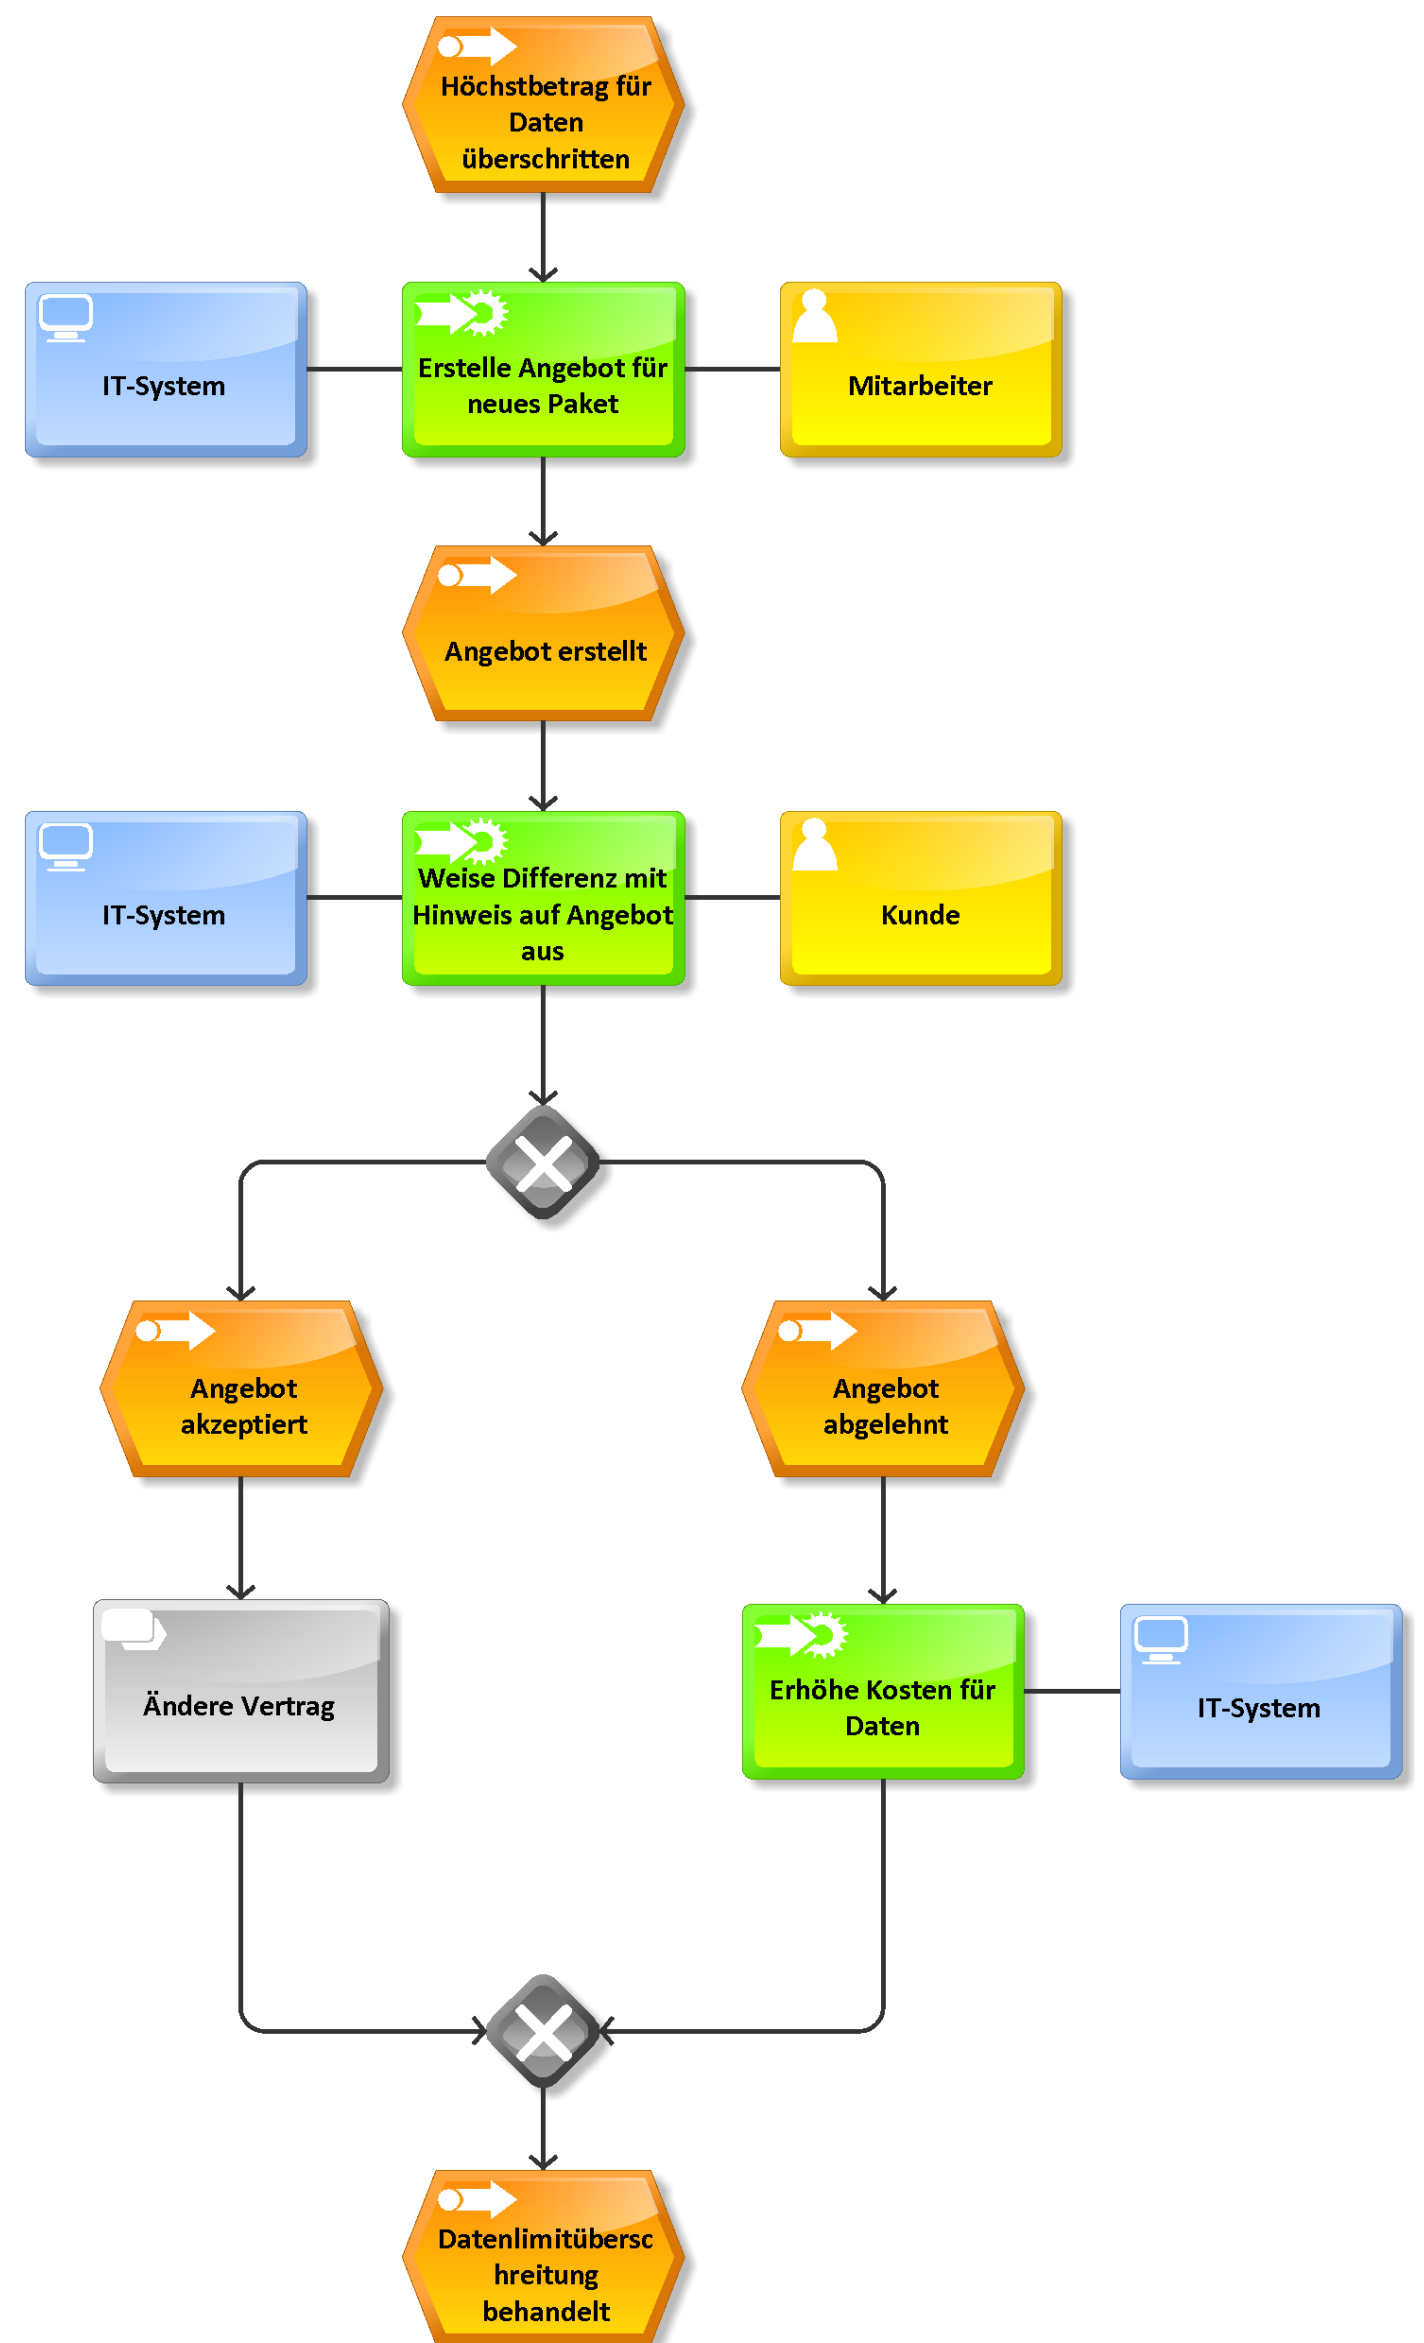 Höchstbetrag für
Daten
überschritten
IT-System
Erstelle Angebot für
neues Paket
Mitarbeiter
Angebot erstellt
IT-System
Weise Differenz mit
Hinweis auf Angebot
aus
Kunde
Angebot
akzeptiert
Angebot
abgelehnt
Ändere Vertrag
Erhöhe Kosten für
Daten
IT-System
Datenlimitübersc
hreitung
behandelt